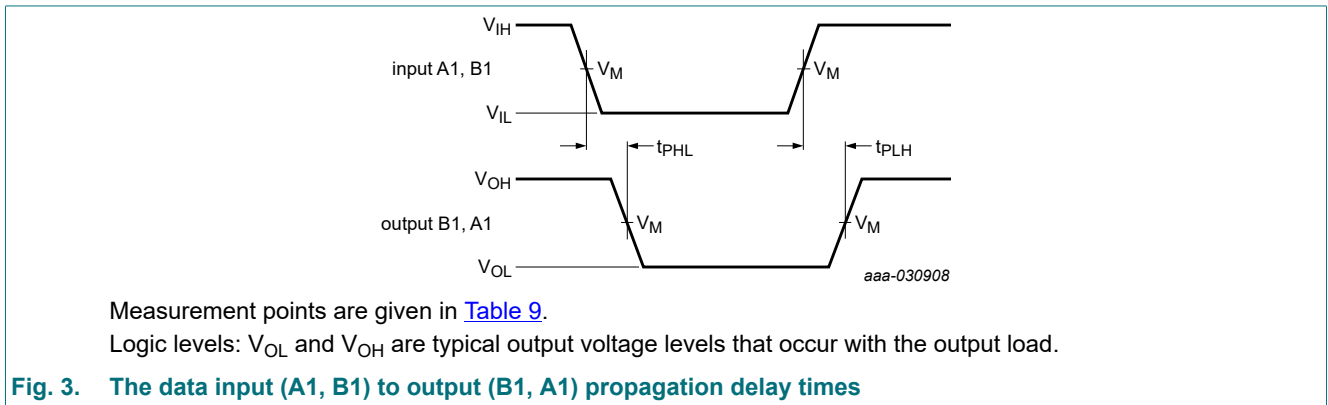 VIH
input A1, B1
VM
VM
VIL
tPHL
tPLH
VOH
output B1, A1
VM
VM
VOL
aaa-030908
Measurement points are given in Table 9.
Logic levels: VOL and VOH are typical output voltage levels that occur with the output load.
Fig. 3. The data input (A1, B1) to output (B1, A1) propagation delay times